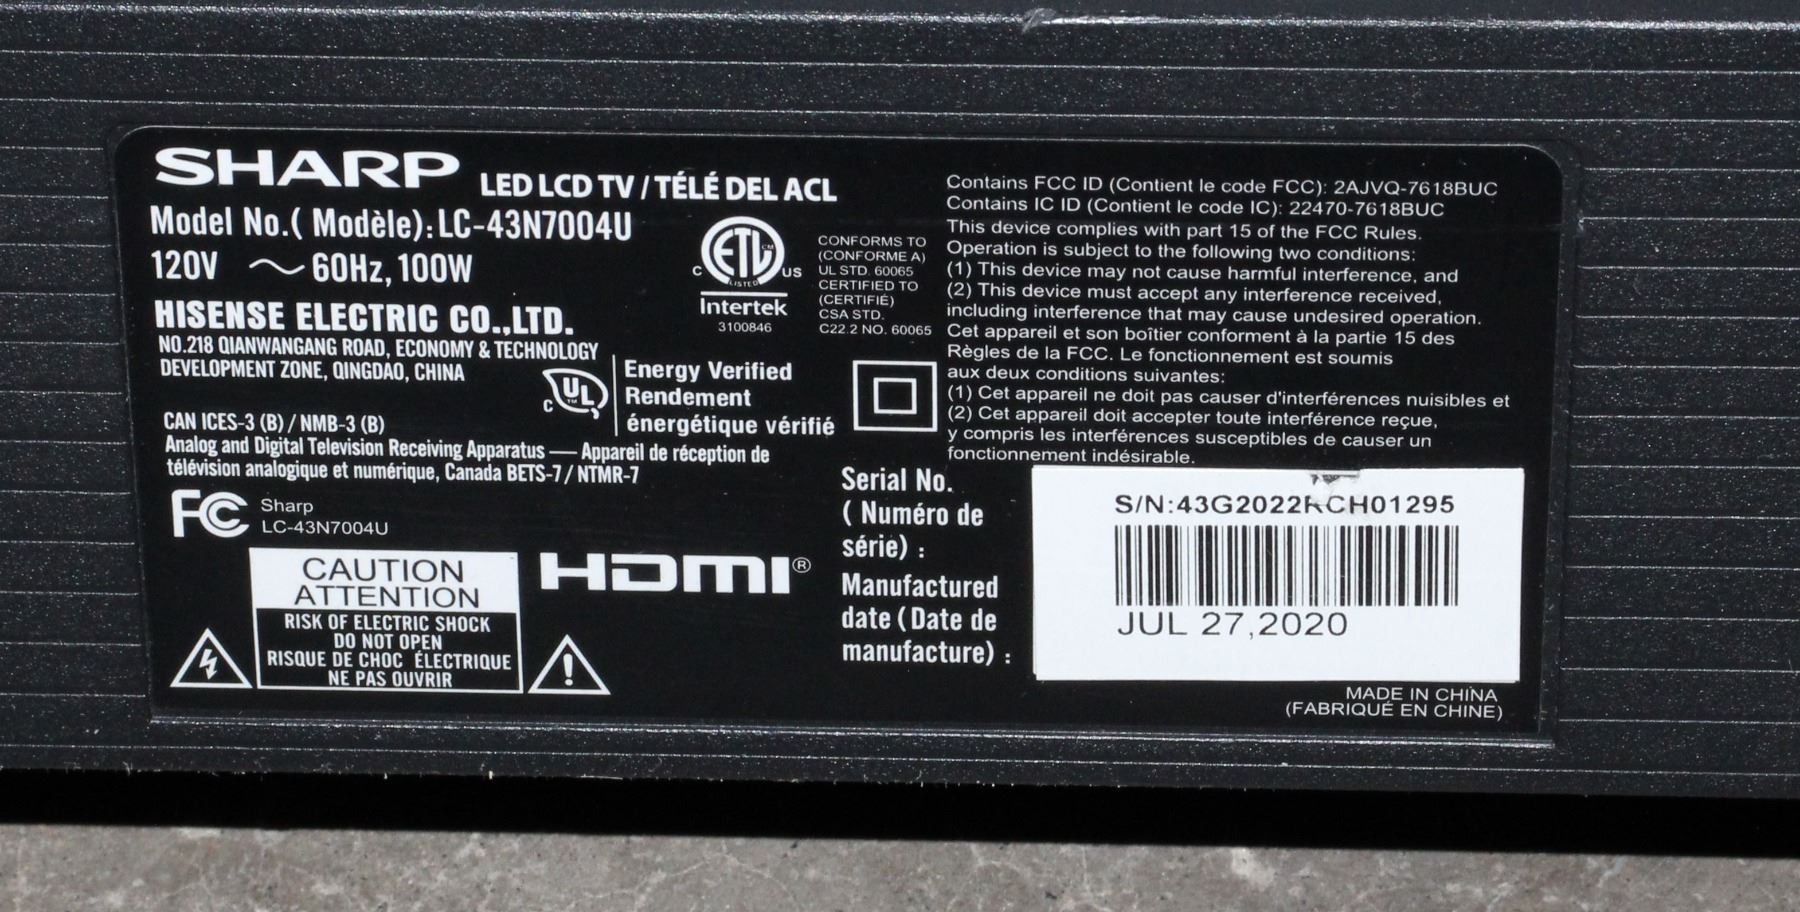 SHARP LED LCD TV / TÉLÉ DEL ACL
Model No.( Modèle): LC-43N7004U
120V ~ 60Hz, 100W
HISENSE ELECTRIC CO.,LTD.
NO.218 QIANWANGANG ROAD, ECONOMY & TECHNOLOGY
DEVELOPMENT ZONE, QINGDAO, CHINA
CAN ICES-3 (B) / NMB-3 (B)
Analog and Digital Television Receiving Apparatus — Appareil de réception de
télévision analogique et numérique, Canada BETS-7 / NTMR-7
FC Sharp
LC-43N7004U
CAUTION
ATTENTION
RISK OF ELECTRIC SHOCK
DO NOT OPEN
RISQUE DE CHOC ÉLECTRIQUE
NE PAS OUVRIR
HDMI®
C UL
Energy Verified
Rendement
énergétique vérifié
C ETL CM US
LISTED
Intertek
3100846
CONFORMS TO
(CONFORME A)
UL STD. 60065
CERTIFIED TO
(CERTIFIÉ)
CSA STD.
C22.2 NO. 60065
Contains FCC ID (Contient le code FCC): 2AJVQ-7618BUC
Contains IC ID (Contient le code IC): 22470-7618BUC
This device complies with part 15 of the FCC Rules.
Operation is subject to the following two conditions:
(1) This device may not cause harmful interference, and
(2) This device must accept any interference received,
including interference that may cause undesired operation.
Cet appareil et son boîtier conforment à la partie 15 des
Règles de la FCC. Le fonctionnement est soumis
aux deux conditions suivantes:
(1) Cet appareil ne doit pas causer d'interférences nuisibles et
(2) Cet appareil doit accepter toute interférence reçue,
y compris les interférences susceptibles de causer un
fonctionnement indésirable.
Serial No.
( Numéro de
série) :
Manufactured
date ( Date de
manufacture) :
S/N:43G2022RCH01295
JUL 27,2020
MADE IN CHINA
(FABRIQUÉ EN CHINE)